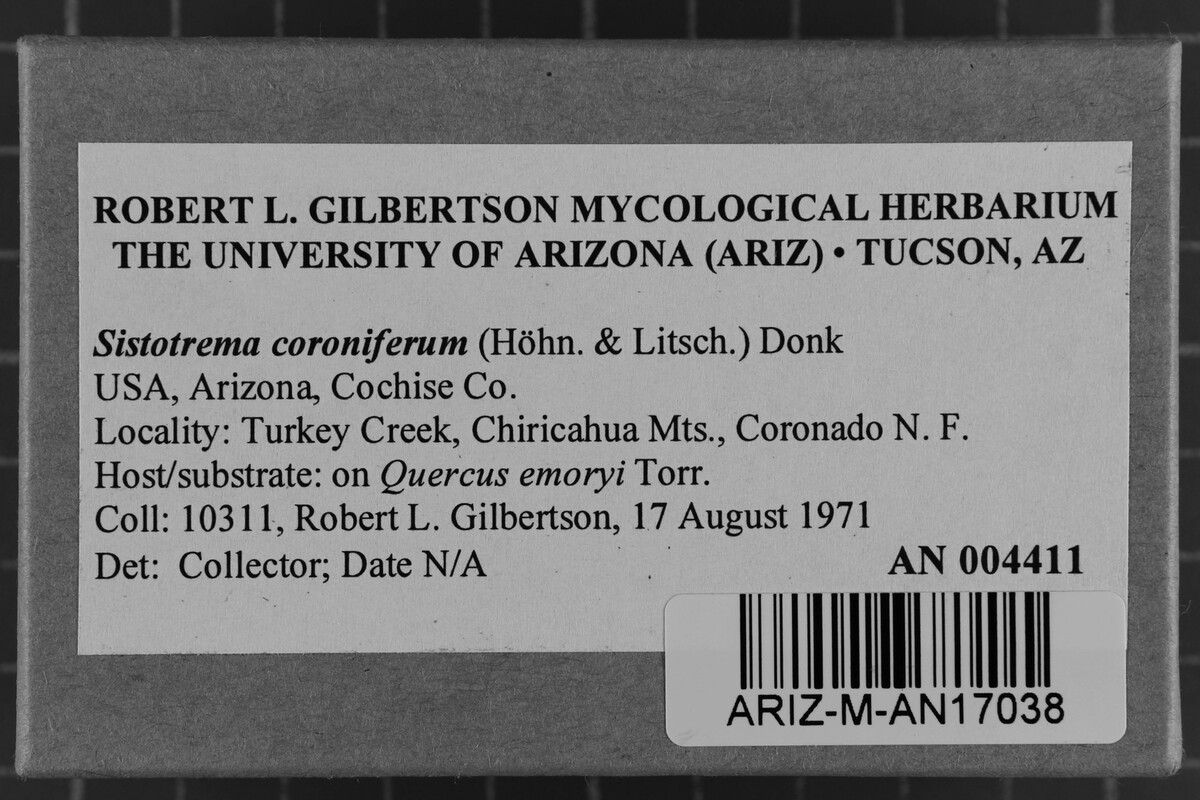 ROBERT L. GILBERTSON MYCOLOGICAL HERBARIUM
THE UNIVERSITY OF ARIZONA (ARIZ) • TUCSON, AZ
Sistotrema coroniferum (Höhn. & Litsch.) Donk
USA, Arizona, Cochise Co.
Locality: Turkey Creek, Chiricahua Mts., Coronado N. F.
Host/substrate: on Quercus emoryi Torr.
Coll: 10311, Robert L. Gilbertson, 17 August 1971
Det: Collector; Date N/A
AN 004411
ARIZ-M-AN17038